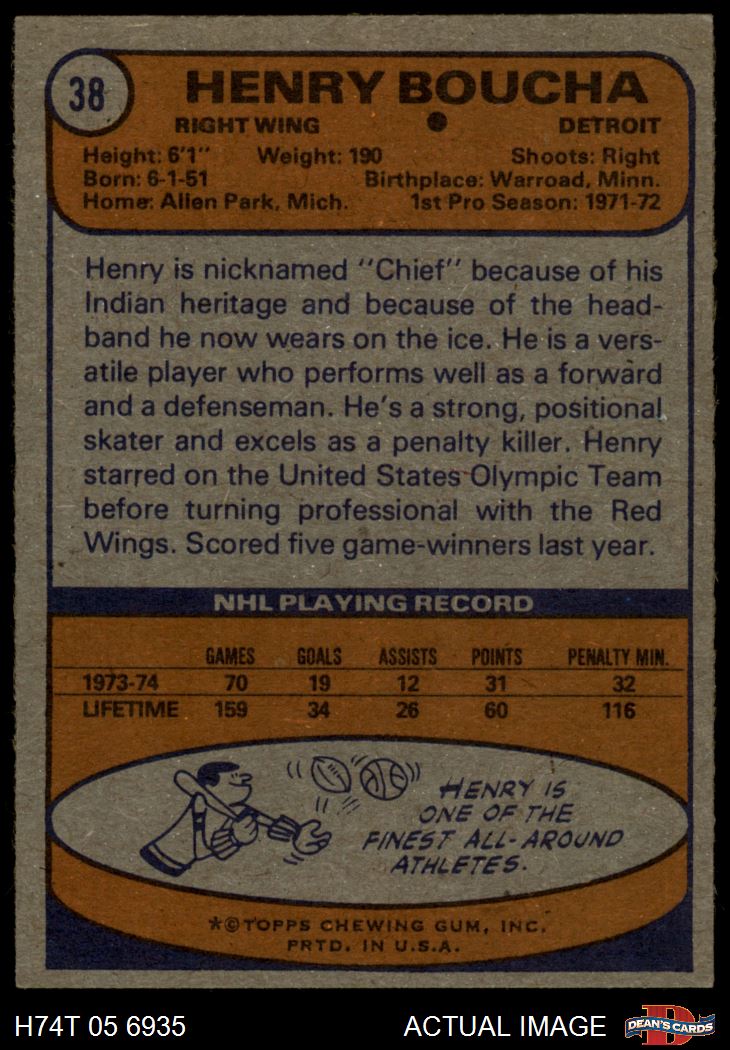 38
HENRY BOUCHA
RIGHT WING DETROIT
Height: 6'1" Weight: 190 Shoots: Right
Born: 6-1-51 Birthplace: Warroad, Minn.
Home: Allen Park, Mich. 1st Pro Season: 1971-72
Henry is nicknamed "Chief" because of his
Indian heritage and because of the head-
band he now wears on the ice. He is a vers-
atile player who performs well as a forward
and a defenseman. He's a strong, positional
skater and excels as a penalty killer. Henry
starred on the United States Olympic Team
before turning professional with the Red
Wings. Scored five game-winners last year.
NHL PLAYING RECORD
GAMES GOALS ASSISTS POINTS PENALTY MIN.
1973-74 70 19 12 31 32
LIFETIME 159 34 26 60 116
HENRY IS
ONE OF THE
FINEST ALL-AROUND
ATHLETES.
*©TOPPS CHEWING GUM, INC.
PRTD. IN U.S.A.
H74T 05 6935 ACTUAL IMAGE D DEAN'S CARDS